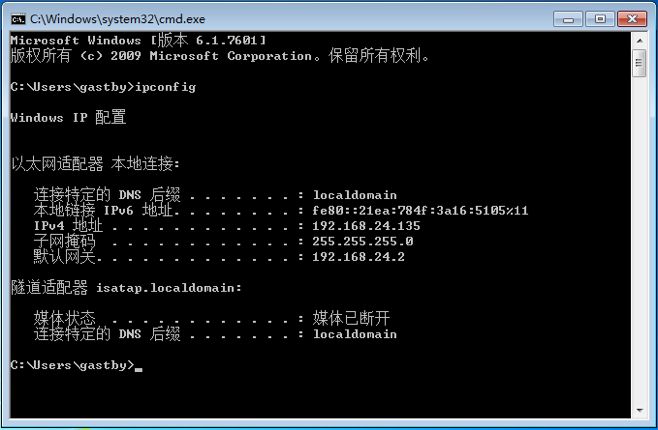 C:\Windows\system32\cmd.exe
Microsoft Windows [版本 6.1.7601]
版权所有 (c) 2009 Microsoft Corporation。保留所有权利。
C:\Users\gastby>ipconfig
Windows IP 配置
以太网适配器 本地连接:
连接特定的 DNS 后缀 . . . . . . . : localdomain
本地链接 IPv6 地址. . . . . . . . : fe80::21ea:784f:3a16:5105%11
IPv4 地址 . . . . . . . . . . . . : 192.168.24.135
子网掩码  . . . . . . . . . . . . : 255.255.255.0
默认网关. . . . . . . . . . . . . : 192.168.24.2
隧道适配器 isatap.localdomain:
媒体状态  . . . . . . . . . . . . : 媒体已断开
连接特定的 DNS 后缀 . . . . . . . : localdomain
C:\Users\gastby>_